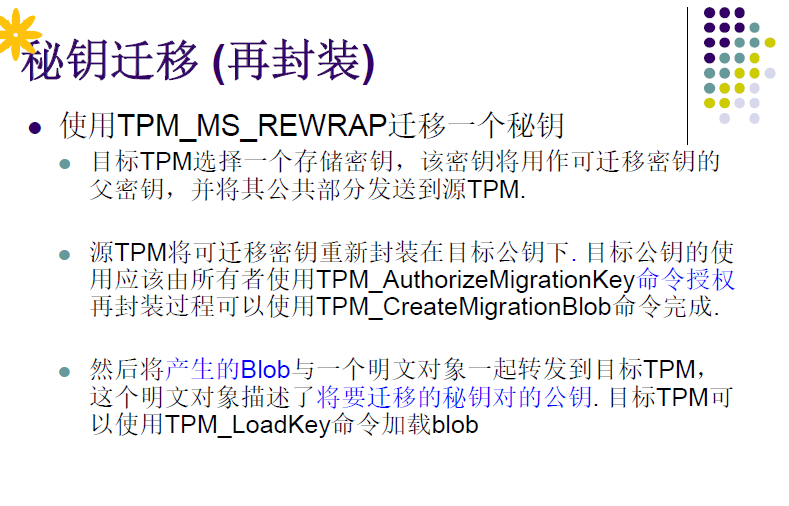 秘钥迁移 (再封装)
使用TPM_MS_REWRAP迁移一个秘钥
目标TPM选择一个存储密钥，该密钥将用作可迁移密钥的
父密钥，并将其公共部分发送到源TPM.
源TPM将可迁移密钥重新封装在目标公钥下. 目标公钥的使
用应该由所有者使用TPM_AuthorizeMigrationKey命令授权
再封装过程可以使用TPM_CreateMigrationBlob命令完成.
然后将产生的Blob与一个明文对象一起转发到目标TPM，
这个明文对象描述了将要迁移的秘钥对的公钥. 目标TPM可
以使用TPM_LoadKey命令加载blob